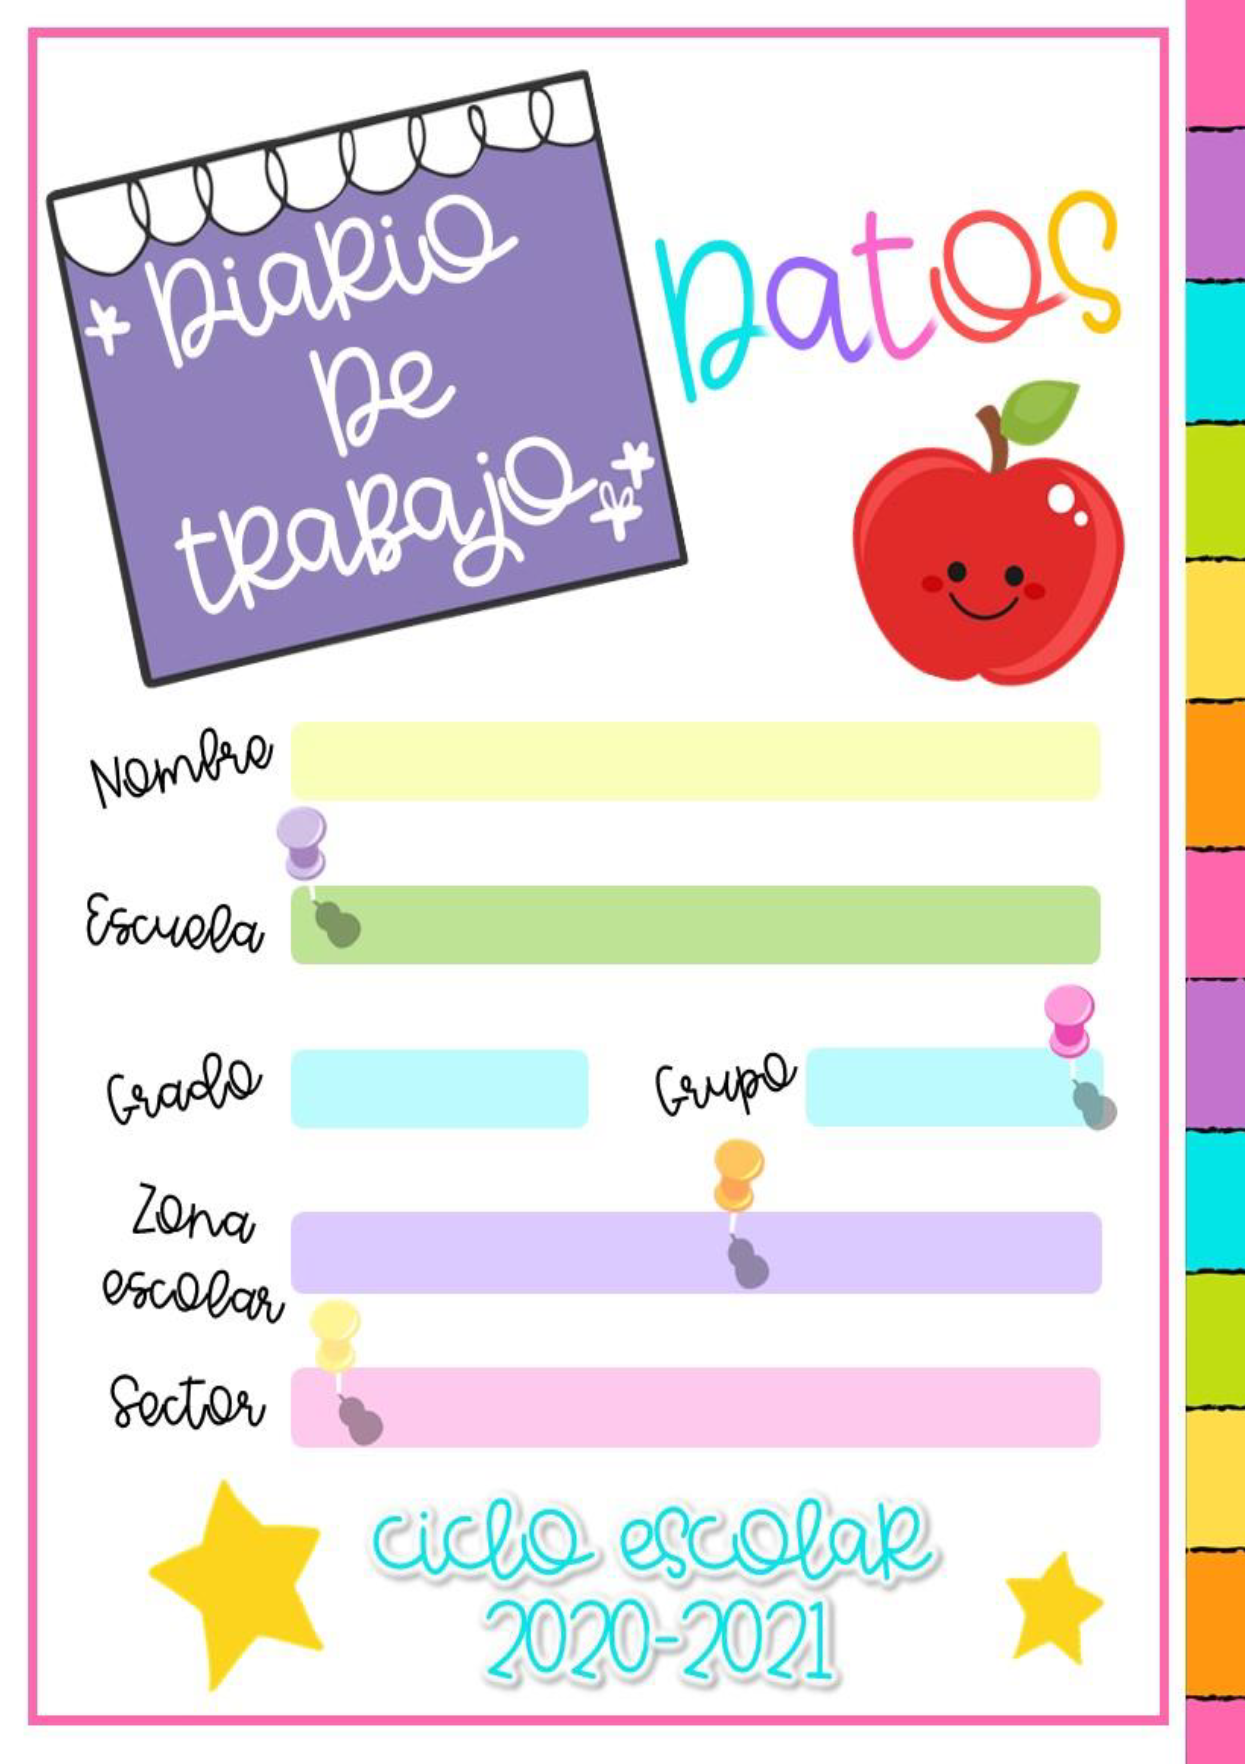 Diario
De
trabajo
Datos
Nombre
Escuela
Grado
Grupo
Zona
escolar
Sector
ciclo escolar
2020-2021